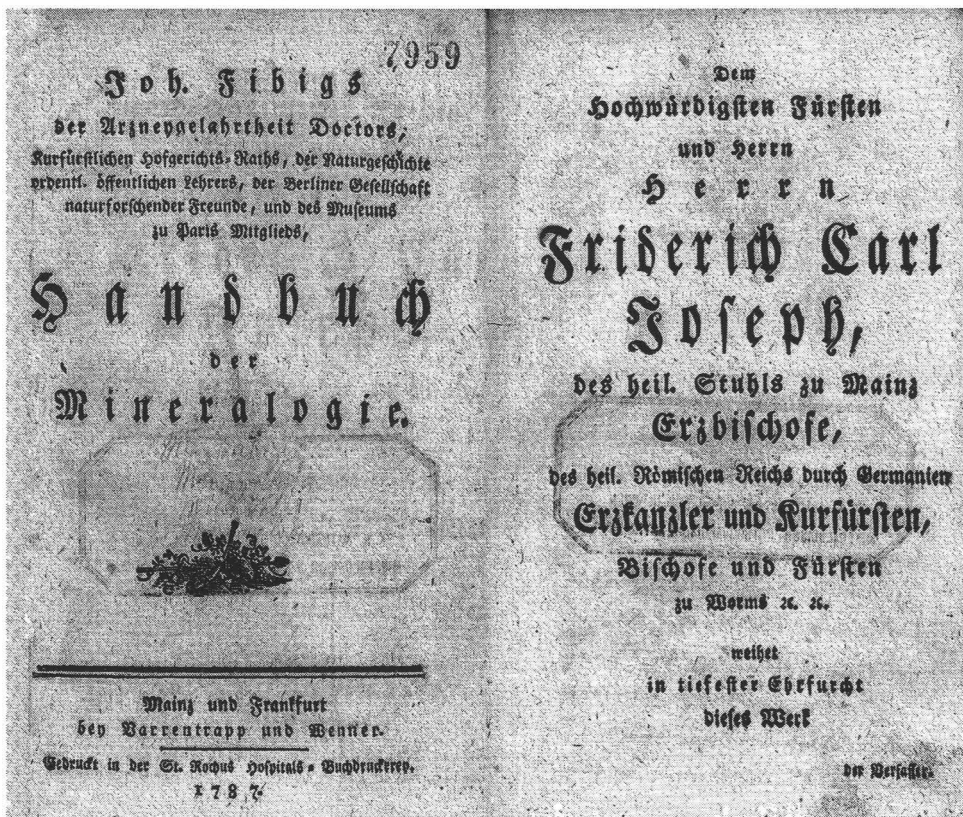 7959
Joh. Fibigs
der Arzneygelahrtheit Doctors,
Kurfürstlichen Hofgerichts-Raths, der Naturgeschichte
ordentl. öffentlichen Lehrers, der Berliner Gesellschaft
naturforschender Freunde, und des Museums
zu Paris Mitglieds,
Handbuch
der
Mineralogie.
Mainz und Frankfurt
bey Varrentrapp und Wenner.
Gedruckt in der St. Rochus Hospitals-Buchdruckerey.
1787.
Dem
Hochwürdigsten Fürsten
und Herrn
Herrn
Friderich Carl
Joseph,
des heil. Stuhls zu Mainz
Erzbischofe,
des heil. Römischen Reichs durch Germanien
Erzkanzler und Kurfürsten,
Bischofe und Fürsten
zu Worms ꝛc. ꝛc.
weihet
in tiefester Ehrfurcht
dieses Werk
der Verfasser.